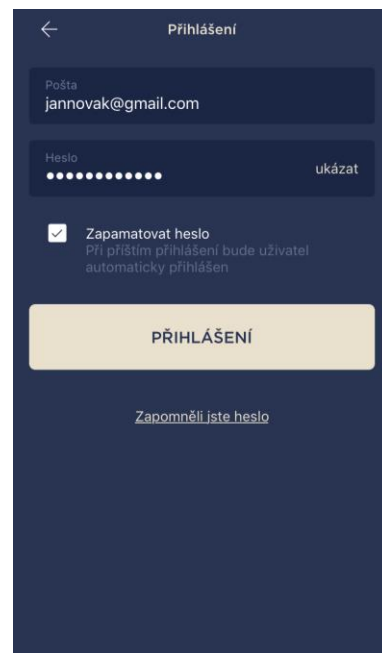 Přihlášení
Pošta
jannovak@gmail.com
Heslo
••••••••••••
ukázat
Zapamatovat heslo
Při příštím přihlášení bude uživatel
automaticky přihlášen
PŘIHLÁŠENÍ
Zapomněli jste heslo